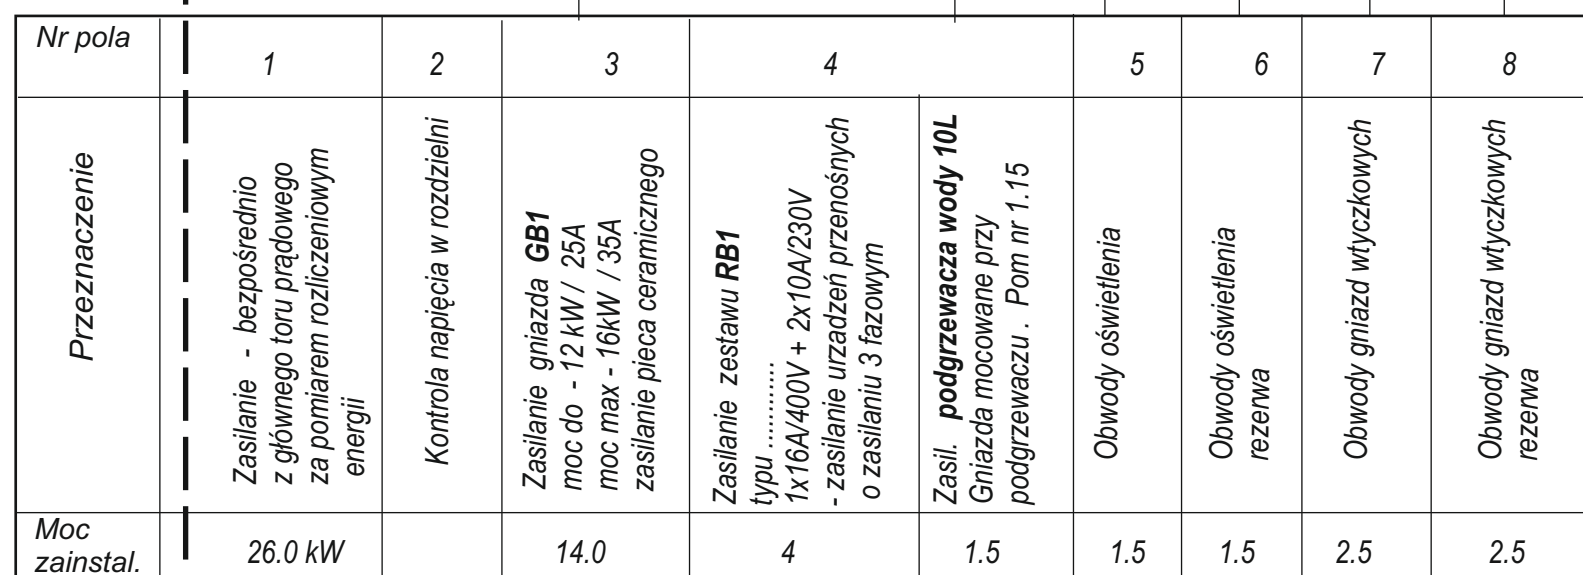 Nr pola
1
2
3
4
5
6
7
8
Przeznaczenie
Zasilanie - bezpośrednio
z głównego toru prądowego
za pomiarem rozliczeniowym
energii
Kontrola napięcia w rozdzielni
Zasilanie gniazda GB1
moc do - 12 kW / 25A
moc max - 16kW / 35A
zasilanie pieca ceramicznego
Zasilanie zestawu RB1
typu ............
1x16A/400V + 2x10A/230V
- zasilanie urzadzeń przenośnych
o zasilaniu 3 fazowym
Zasil. podgrzewacza wody 10L
Gniazda mocowane przy
podgrzewaczu . Pom nr 1.15
Obwody oświetlenia
Obwody oświetlenia
rezerwa
Obwody gniazd wtyczkowych
Obwody gniazd wtyczkowych
rezerwa
Moc
zainstal.
26.0 kW
14.0
4
1.5
1.5
1.5
2.5
2.5